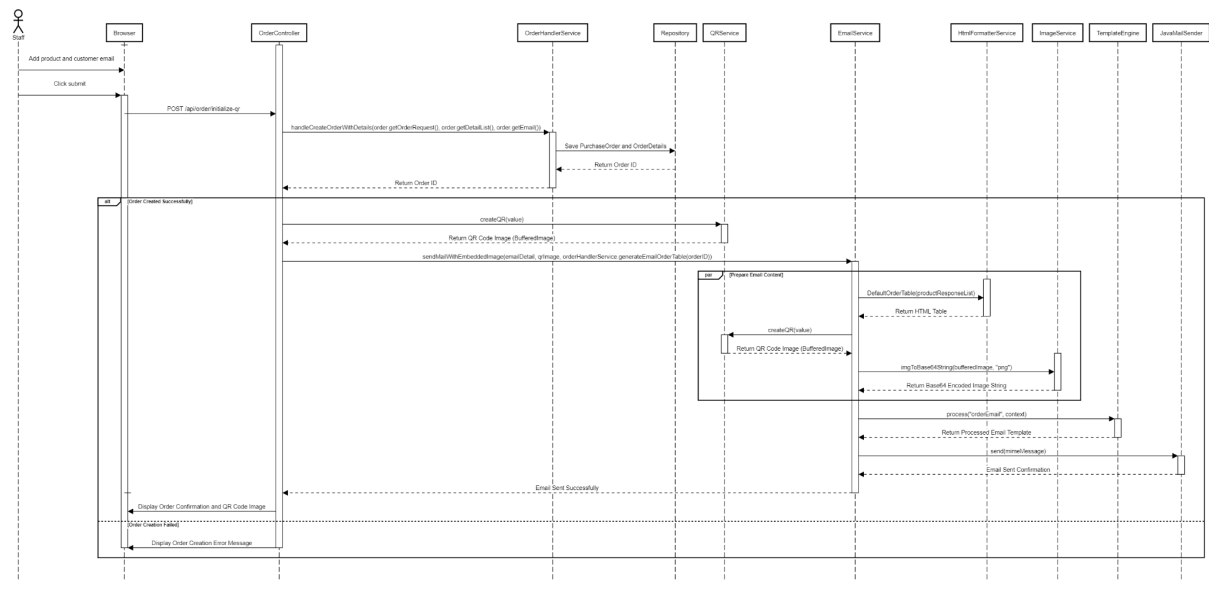 Staff
Browser
OrderController
OrderHandlerService
Repository
QRService
EmailService
HtmlFormatterService
ImageService
TemplateEngine
JavaMailSender
Add product and customer email
Click submit
POST /api/order/initialize-qr
handleCreateOrderWithDetails(order.getOrderRequest(), order.getDetailList(), order.getEmail())
Save PurchaseOrder and OrderDetails
Return Order ID
Return Order ID
alt
[Order Created Successfully]
createQR(value)
Return QR Code Image (BufferedImage)
sendMailWithEmbeddedImage(emailDetail, qrImage, orderHandlerService.generateEmailOrderTable(orderID))
par
[Prepare Email Content]
DefaultOrderTable(productResponseList)
Return HTML Table
createQR(value)
Return QR Code Image (BufferedImage)
imgToBase64String(bufferedImage, "png")
Return Base64 Encoded Image String
process("orderEmail", context)
Return Processed Email Template
send(mimeMessage)
Email Sent Confirmation
Email Sent Successfully
Display Order Confirmation and QR Code Image
[Order Creation Failed]
Display Order Creation Error Message